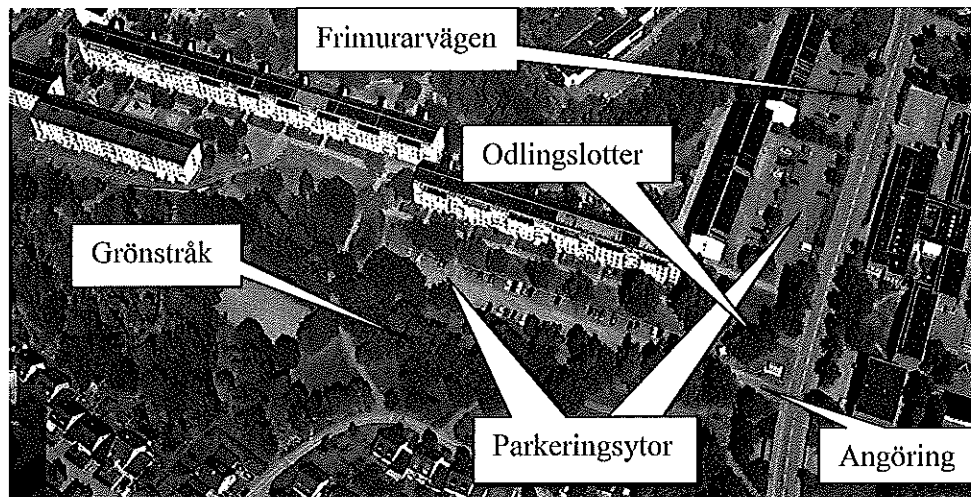 Frimurarvägen
Odlingslotter
Grönstråk
Parkeringsytor
Angöring